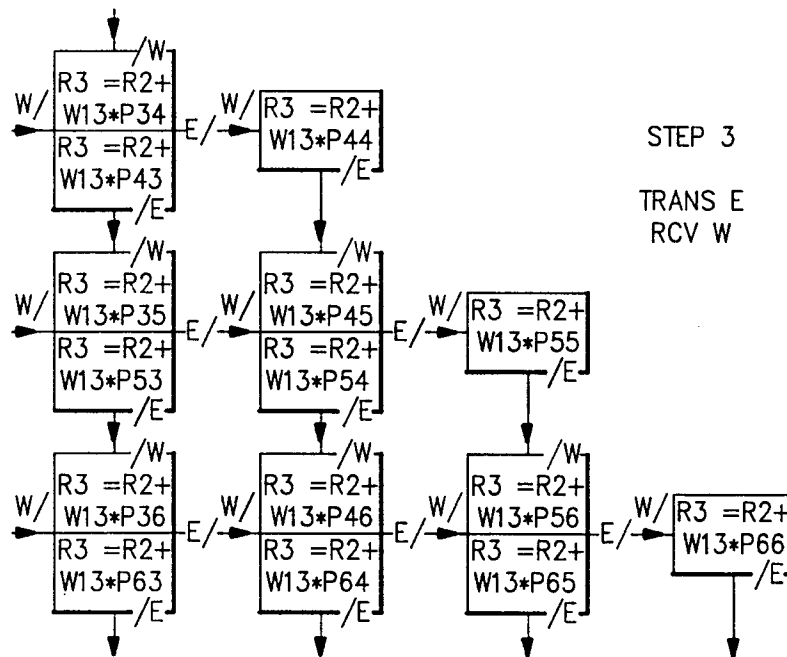 /W
R3 =R2+
W13*P34
W/
E/
R3 =R2+
W13*P43
/E
W/
R3 =R2+
W13*P44
/E
STEP 3
TRANS E
RCV W
/W
R3 =R2+
W13*P35
W/
E/
R3 =R2+
W13*P53
/E
/W
R3 =R2+
W13*P45
W/
E/
R3 =R2+
W13*P54
/E
W/
R3 =R2+
W13*P55
/E
/W
R3 =R2+
W13*P36
W/
E/
R3 =R2+
W13*P63
/E
/W
R3 =R2+
W13*P46
W/
E/
R3 =R2+
W13*P64
/E
/W
R3 =R2+
W13*P56
W/
E/
R3 =R2+
W13*P65
/E
W/
R3 =R2+
W13*P66
/E